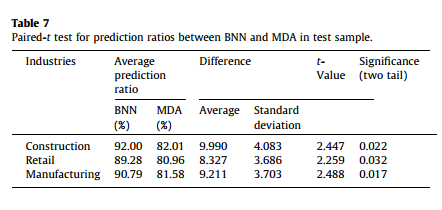 Table 7
Paired-t test for prediction ratios between BNN and MDA in test sample.
Industries Average Difference t- Significance
prediction Value (two tail)
ratio
BNN MDA Average Standard
(%) (%) deviation
Construction 92.00 82.01 9.990 4.083 2.447 0.022
Retail 89.28 80.96 8.327 3.686 2.259 0.032
Manufacturing 90.79 81.58 9.211 3.703 2.488 0.017